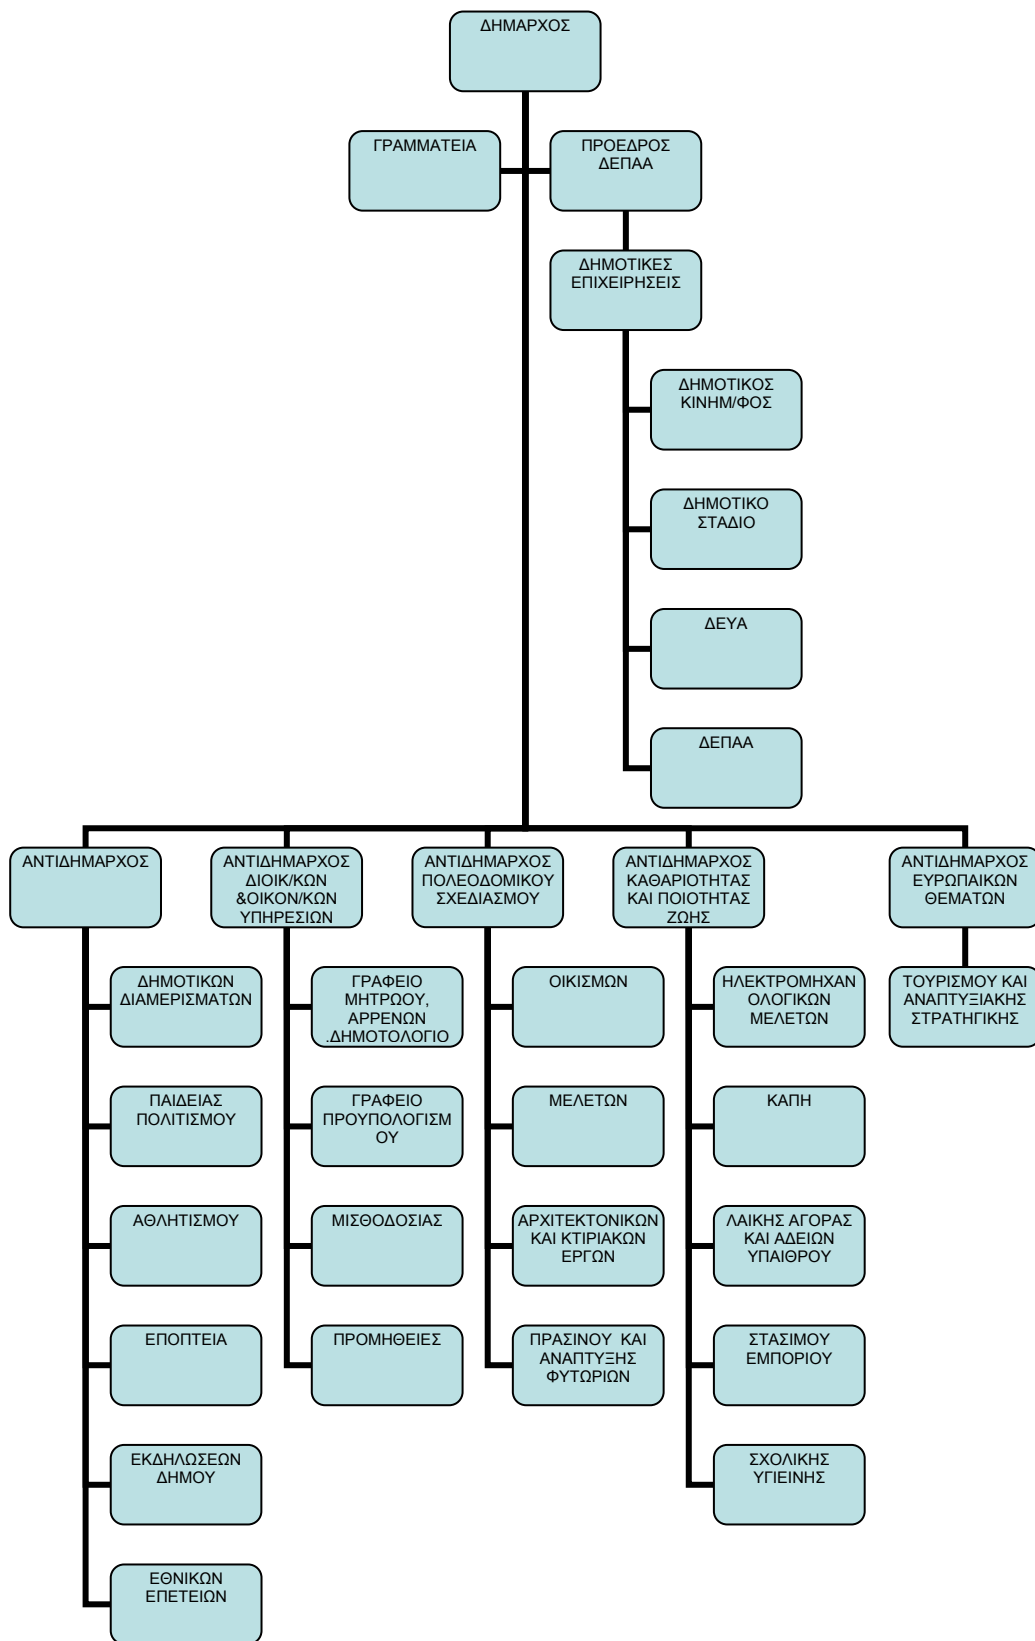 ΔΗΜΑΡΧΟΣ
ΓΡΑΜΜΑΤΕΙΑ
ΠΡΟΕΔΡΟΣ
ΔΕΠΑΑ
ΔΗΜΟΤΙΚΕΣ
ΕΠΙΧΕΙΡΗΣΕΙΣ
ΔΗΜΟΤΙΚΟΣ
ΚΙΝΗΜ/ΦΟΣ
ΔΗΜΟΤΙΚΟ
ΣΤΑΔΙΟ
ΔΕΥΑ
ΔΕΠΑΑ
ΑΝΤΙΔΗΜΑΡΧΟΣ
ΔΗΜΟΤΙΚΩΝ
ΔΙΑΜΕΡΙΣΜΑΤΩΝ
ΠΑΙΔΕΙΑΣ
ΠΟΛΙΤΙΣΜΟΥ
ΑΘΛΗΤΙΣΜΟΥ
ΕΠΟΠΤΕΙΑ
ΕΚΔΗΛΩΣΕΩΝ
ΔΗΜΟΥ
ΕΘΝΙΚΩΝ
ΕΠΕΤΕΙΩΝ
ΑΝΤΙΔΗΜΑΡΧΟΣ
ΔΙΟΙΚ/ΚΩΝ
&ΟΙΚΟΝ/ΚΩΝ
ΥΠΗΡΕΣΙΩΝ
ΓΡΑΦΕΙΟ
ΜΗΤΡΩΟΥ,
ΑΡΡΕΝΩΝ
.ΔΗΜΟΤΟΛΟΓΙΟ
ΓΡΑΦΕΙΟ
ΠΡΟΥΠΟΛΟΓΙΣΜ
ΟΥ
ΜΙΣΘΟΔΟΣΙΑΣ
ΠΡΟΜΗΘΕΙΕΣ
ΑΝΤΙΔΗΜΑΡΧΟΣ
ΠΟΛΕΟΔΟΜΙΚΟΥ
ΣΧΕΔΙΑΣΜΟΥ
ΟΙΚΙΣΜΩΝ
ΜΕΛΕΤΩΝ
ΑΡΧΙΤΕΚΤΟΝΙΚΩΝ
ΚΑΙ ΚΤΙΡΙΑΚΩΝ
ΕΡΓΩΝ
ΠΡΑΣΙΝΟΥ ΚΑΙ
ΑΝΑΠΤΥΞΗΣ
ΦΥΤΩΡΙΩΝ
ΑΝΤΙΔΗΜΑΡΧΟΣ
ΚΑΘΑΡΙΟΤΗΤΑΣ
ΚΑΙ ΠΟΙΟΤΗΤΑΣ
ΖΩΗΣ
ΗΛΕΚΤΡΟΜΗΧΑΝ
ΟΛΟΓΙΚΩΝ
ΜΕΛΕΤΩΝ
ΚΑΠΗ
ΛΑΙΚΗΣ ΑΓΟΡΑΣ
ΚΑΙ ΑΔΕΙΩΝ
ΥΠΑΙΘΡΟΥ
ΣΤΑΣΙΜΟΥ
ΕΜΠΟΡΙΟΥ
ΣΧΟΛΙΚΗΣ
ΥΓΙΕΙΝΗΣ
ΑΝΤΙΔΗΜΑΡΧΟΣ
ΕΥΡΩΠΑΙΚΩΝ
ΘΕΜΑΤΩΝ
ΤΟΥΡΙΣΜΟΥ ΚΑΙ
ΑΝΑΠΤΥΞΙΑΚΗΣ
ΣΤΡΑΤΗΓΙΚΗΣ